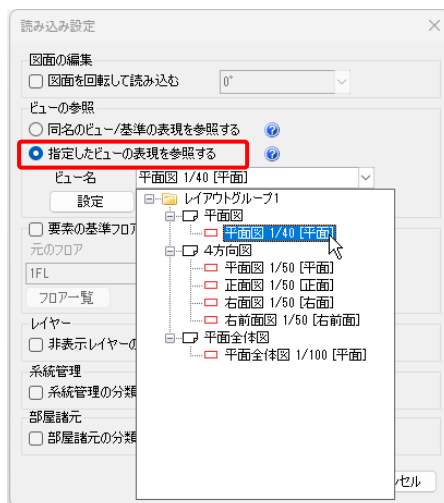 読み込み設定
図面の編集
図面を回転して読み込む 0°
ビューの参照
同名のビュー/基準の表現を参照する
指定したビューの表現を参照する
ビュー名 平面図 1/40 [平面]
設定
レイアウトグループ1
平面図
平面図 1/40 [平面]
4方向図
平面図 1/50 [平面]
正面図 1/50 [正面]
右面図 1/50 [右面]
右前面図 1/50 [右前面]
平面全体図
平面全体図 1/100 [平面]
要素の基準フロア
元のフロア
1FL
フロア一覧
レイヤー
非表示レイヤーの
系統管理
系統管理の分類
部屋諸元
部屋諸元の分類
セル